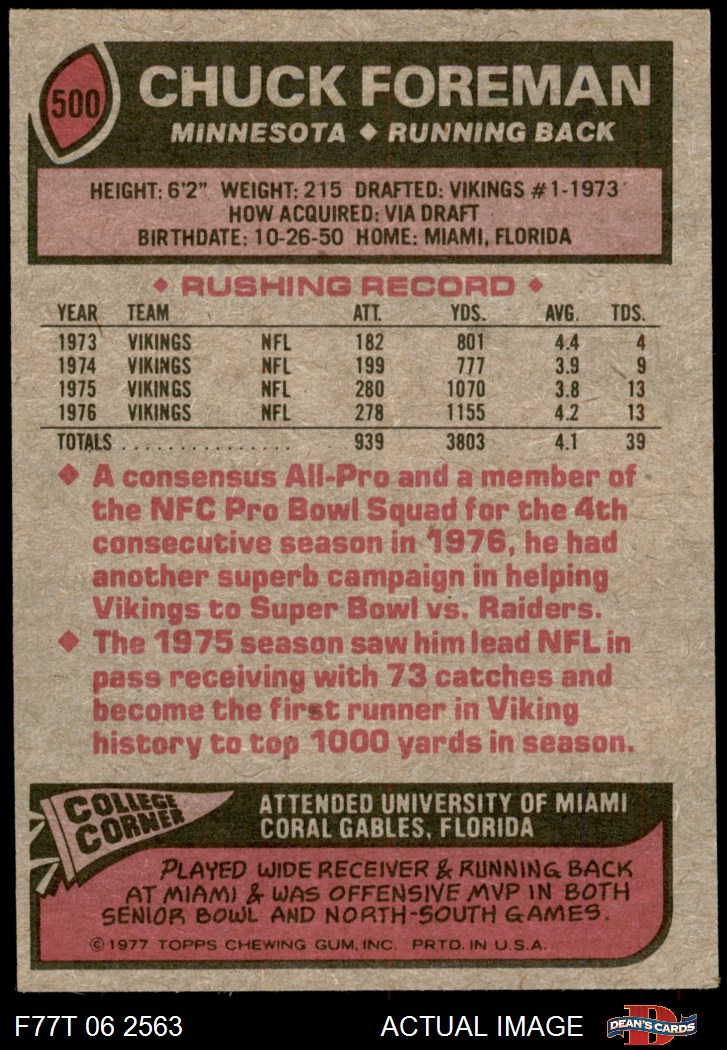 500
CHUCK FOREMAN
MINNESOTA ◆ RUNNING BACK
HEIGHT: 6'2" WEIGHT: 215 DRAFTED: VIKINGS #1-1973
HOW ACQUIRED: VIA DRAFT
BIRTHDATE: 10-26-50 HOME: MIAMI, FLORIDA
◆ RUSHING RECORD ◆
YEAR TEAM ATT. YDS. AVG. TDS.
1973 VIKINGS NFL 182 801 4.4 4
1974 VIKINGS NFL 199 777 3.9 9
1975 VIKINGS NFL 280 1070 3.8 13
1976 VIKINGS NFL 278 1155 4.2 13
TOTALS . . . . . . . . . . . . . . . . 939 3803 4.1 39
◆ A consensus All-Pro and a member of
the NFC Pro Bowl Squad for the 4th
consecutive season in 1976, he had
another superb campaign in helping
Vikings to Super Bowl vs. Raiders.
◆ The 1975 season saw him lead NFL in
pass receiving with 73 catches and
become the first runner in Viking
history to top 1000 yards in season.
COLLEGE
CORNER
ATTENDED UNIVERSITY OF MIAMI
CORAL GABLES, FLORIDA
PLAYED WIDE RECEIVER & RUNNING BACK
AT MIAMI & WAS OFFENSIVE MVP IN BOTH
SENIOR BOWL AND NORTH-SOUTH GAMES.
© 1977 TOPPS CHEWING GUM, INC. PRTD. IN U.S.A.
F77T 06 2563 ACTUAL IMAGE
D
DEAN'S CARDS